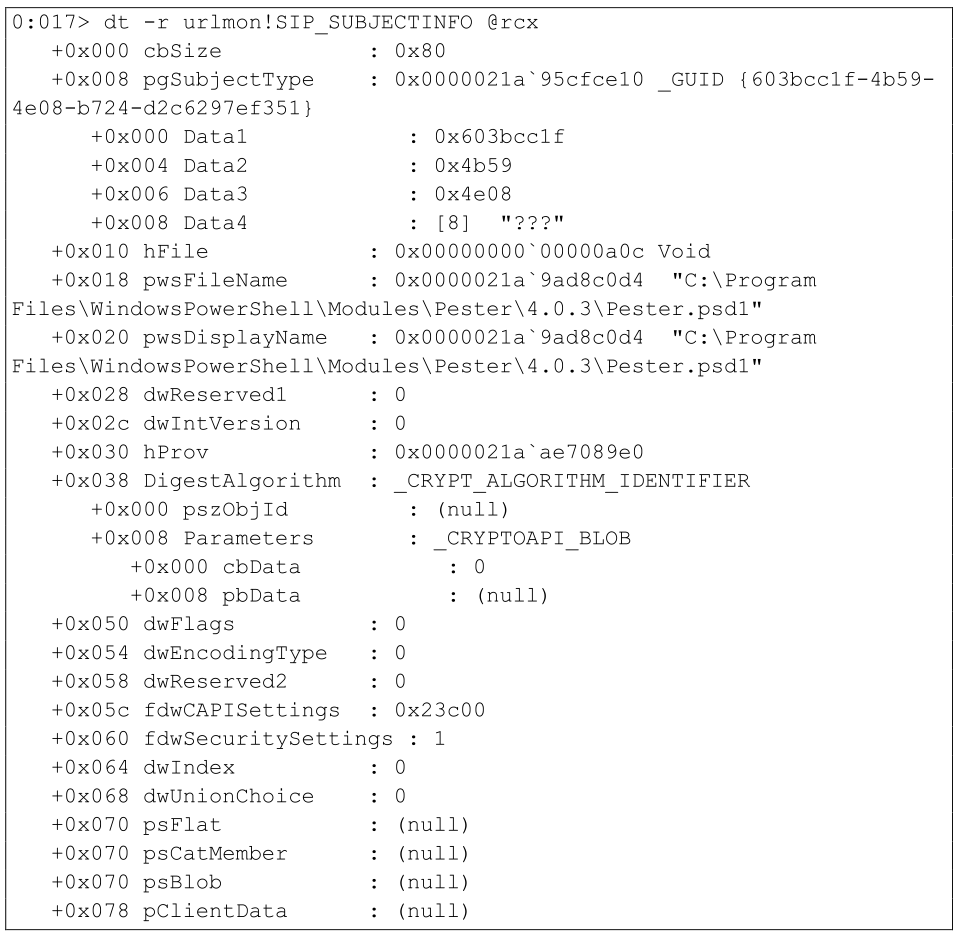 0:017> dt -r urlmon!SIP_SUBJECTINFO @rcx
   +0x000 cbSize           : 0x80
   +0x008 pgSubjectType    : 0x0000021a`95cfce10 _GUID {603bcc1f-4b59-
4e08-b724-d2c6297ef351}
      +0x000 Data1            : 0x603bcc1f
      +0x004 Data2            : 0x4b59
      +0x006 Data3            : 0x4e08
      +0x008 Data4            : [8]  "???"
   +0x010 hFile            : 0x00000000`00000a0c Void
   +0x018 pwsFileName      : 0x0000021a`9ad8c0d4  "C:\Program
Files\WindowsPowerShell\Modules\Pester\4.0.3\Pester.psd1"
   +0x020 pwsDisplayName   : 0x0000021a`9ad8c0d4  "C:\Program
Files\WindowsPowerShell\Modules\Pester\4.0.3\Pester.psd1"
   +0x028 dwReserved1      : 0
   +0x02c dwIntVersion     : 0
   +0x030 hProv            : 0x0000021a`ae7089e0
   +0x038 DigestAlgorithm  : _CRYPT_ALGORITHM_IDENTIFIER
      +0x000 pszObjId         : (null)
      +0x008 Parameters       : _CRYPTOAPI_BLOB
         +0x000 cbData           : 0
         +0x008 pbData           : (null)
   +0x050 dwFlags          : 0
   +0x054 dwEncodingType   : 0
   +0x058 dwReserved2      : 0
   +0x05c fdwCAPISettings  : 0x23c00
   +0x060 fdwSecuritySettings : 1
   +0x064 dwIndex          : 0
   +0x068 dwUnionChoice    : 0
   +0x070 psFlat           : (null)
   +0x070 psCatMember      : (null)
   +0x070 psBlob           : (null)
   +0x078 pClientData      : (null)